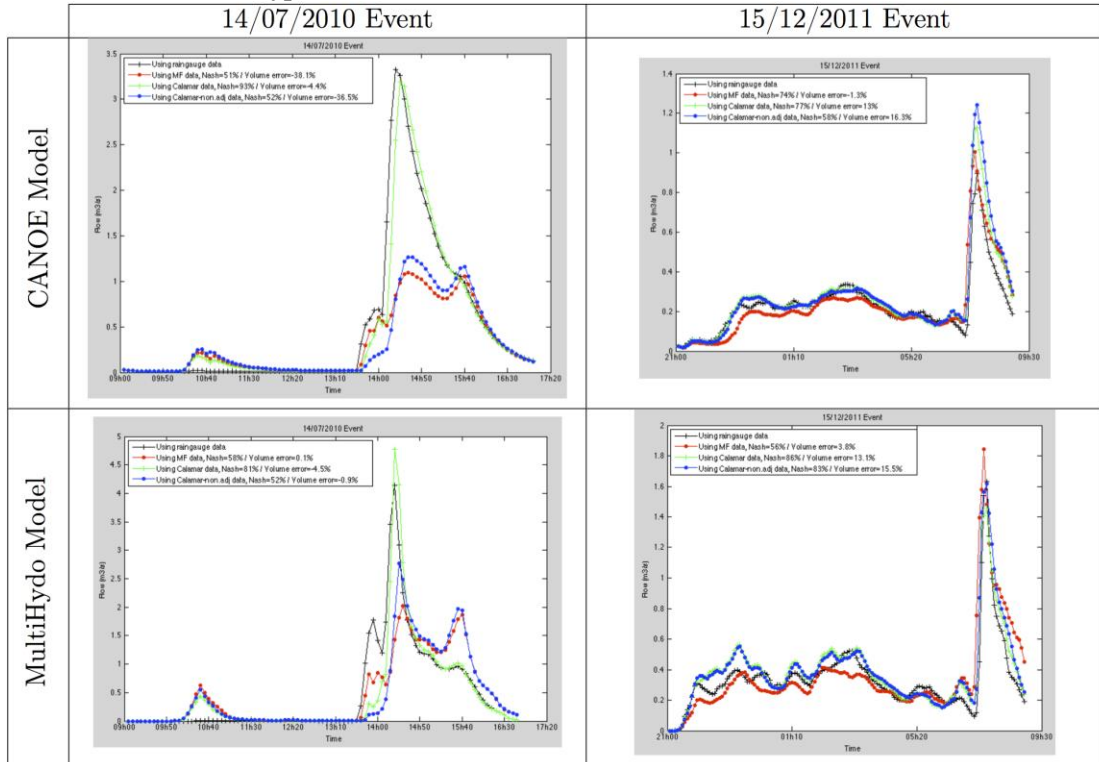 14/07/2010 Event
15/12/2011 Event
CANOE Model
14/07/2010 Event
Using raingauge data
Using MF data, Nash=51% / Volume error=-38.1%
Using Calamar data, Nash=93% / Volume error=-4.4%
Using Calamar-non.adj data, Nash=52% / Volume error=-36.5%
Flow (m3/s)
3.5
3
2.5
2
1.5
1
0.5
0
09h00 09h50 10h40 11h30 12h20 13h10 14h00 14h50 15h40 16h30 17h20
Time
15/12/2011 Event
Using raingauge data
Using MF data, Nash=74% / Volume error=-1.3%
Using Calamar data, Nash=77% / Volume error=13%
Using Calamar-non.adj data, Nash=58% / Volume error=16.3%
Flow (m3/s)
1.4
1.2
1
0.8
0.6
0.4
0.2
0
21h00 01h10 05h20 09h30
Time
MultiHydo Model
14/07/2010 Event
Using raingauge data
Using MF data, Nash=58% / Volume error=0.1%
Using Calamar data, Nash=81% / Volume error=-4.5%
Using Calamar-non.adj data, Nash=52% / Volume error=-0.9%
Flow (m3/s)
5
4.5
4
3.5
3
2.5
2
1.5
1
0.5
0
09h00 09h50 10h40 11h30 12h20 13h10 14h00 14h50 15h40 16h30 17h20
Time
15/12/2011 Event
Using raingauge data
Using MF data, Nash=56% / Volume error=3.8%
Using Calamar data, Nash=86% / Volume error=13.1%
Using Calamar-non.adj data, Nash=83% / Volume error=15.5%
Flow (m3/s)
2
1.8
1.6
1.4
1.2
1
0.8
0.6
0.4
0.2
0
21h00 01h10 05h20 09h30
Time